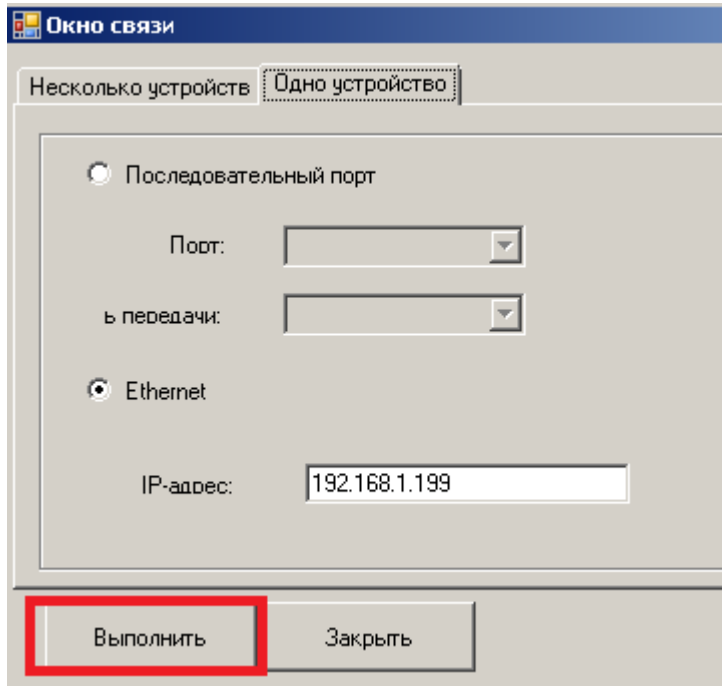 Окно связи
Несколько устройств Одно устройство
Последовательный порт
Порт:
ь передачи:
Ethernet
IP-адрес: 192.168.1.199
Выполнить Закрыть